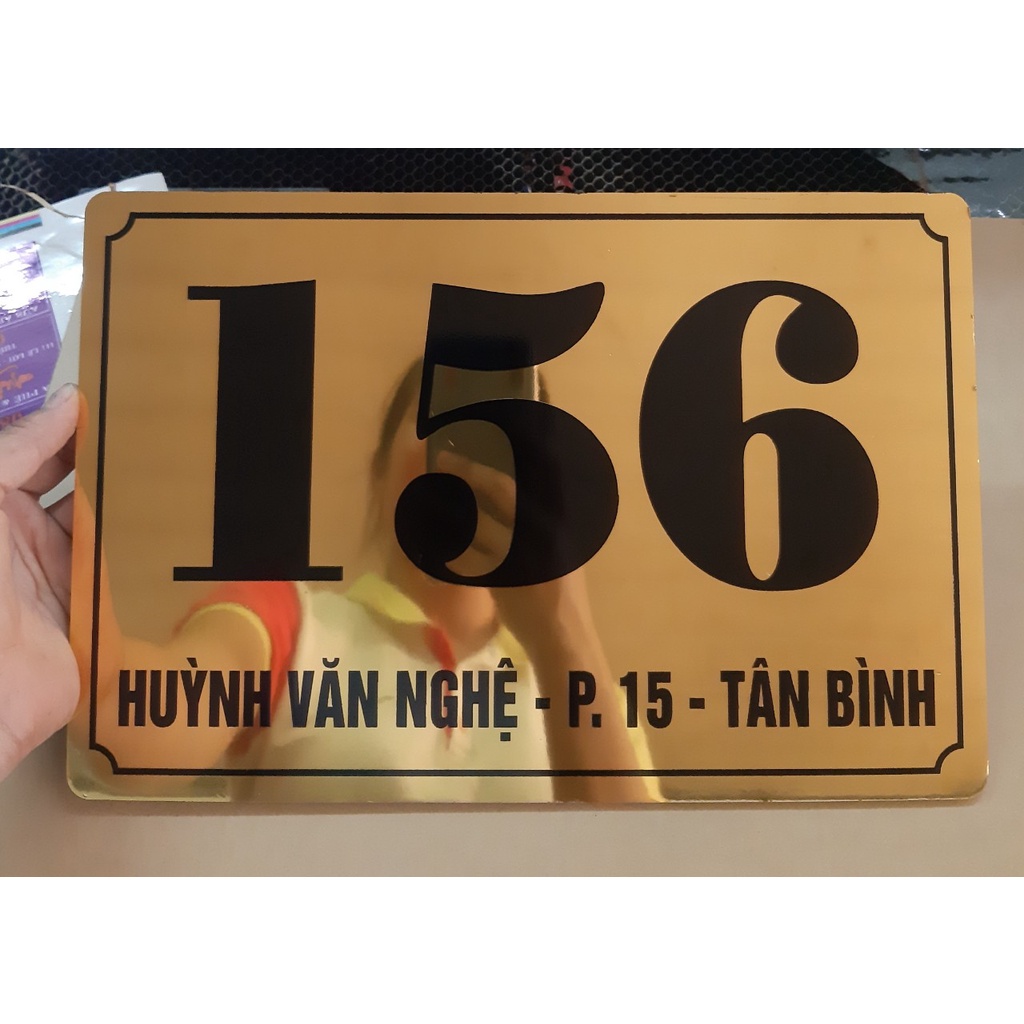 156
HUỲNH VĂN NGHỆ - P. 15 - TÂN BÌNH